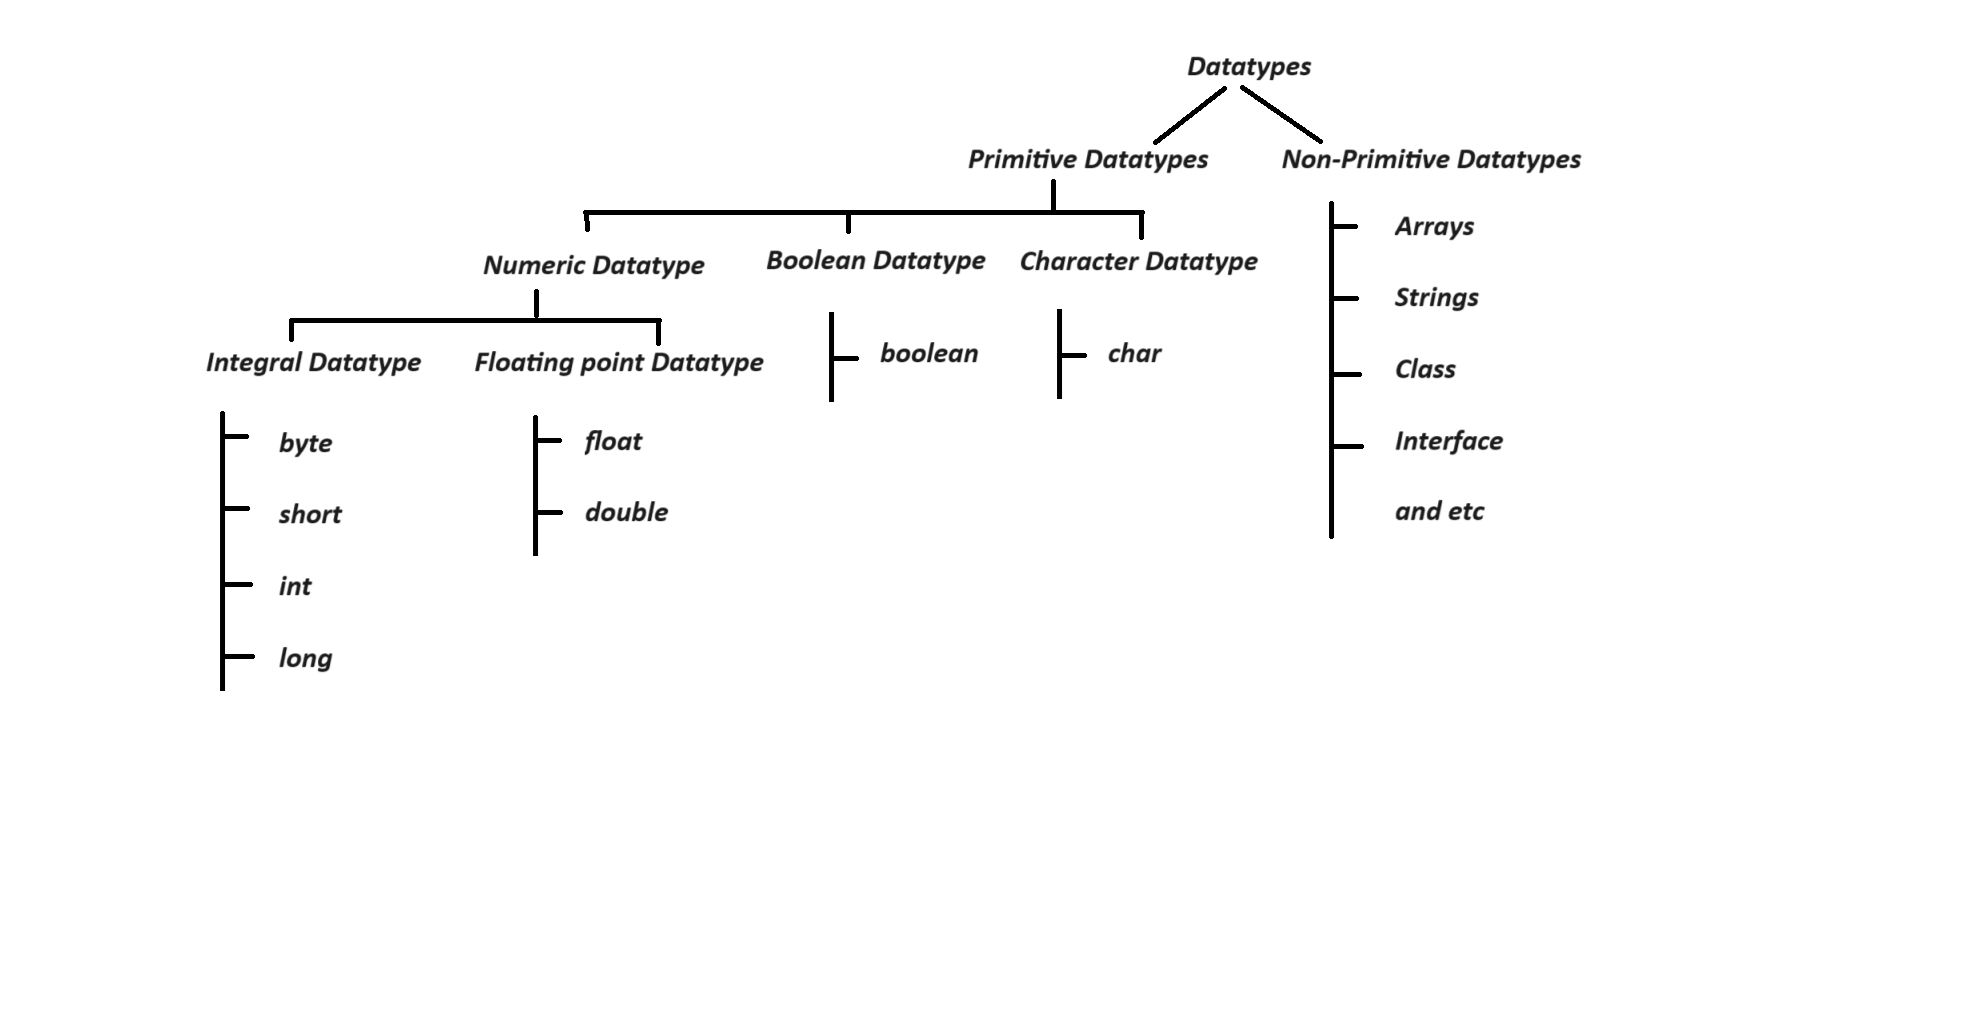 Datatypes
Primitive Datatypes
Non-Primitive Datatypes
Numeric Datatype
Boolean Datatype
Character Datatype
Integral Datatype
Floating point Datatype
byte
short
int
long
float
double
boolean
char
Arrays
Strings
Class
Interface
and etc